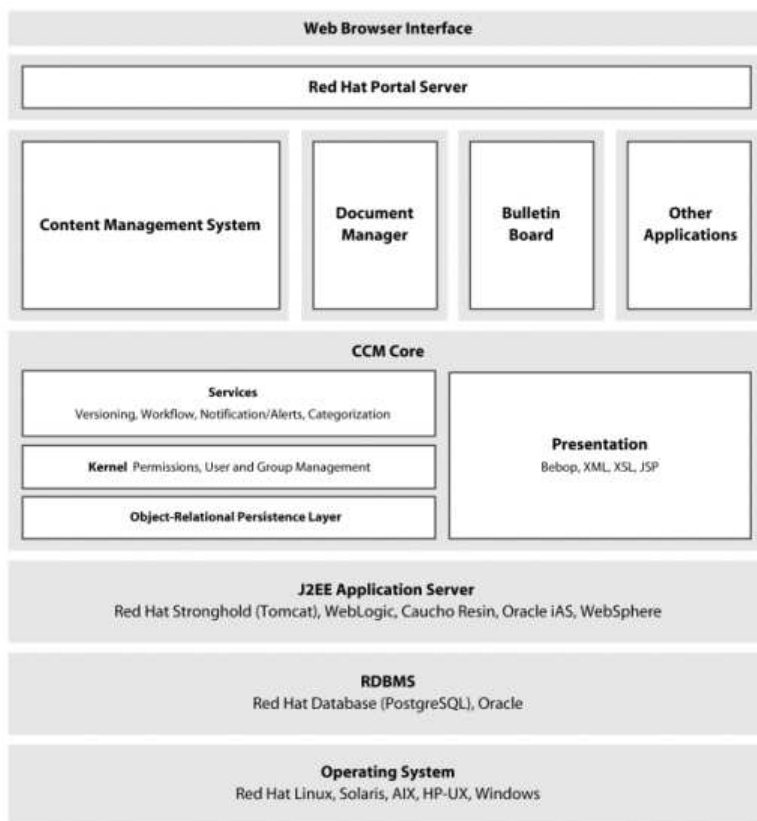 Web Browser Interface
Red Hat Portal Server
Content Management System
Document
Manager
Bulletin
Board
Other
Applications
CCM Core
Services
Versioning, Workflow, Notification/Alerts, Categorization
Kernel Permissions, User and Group Management
Object-Relational Persistence Layer
Presentation
Bebop, XML, XSL, JSP
J2EE Application Server
Red Hat Stronghold (Tomcat), WebLogic, Caucho Resin, Oracle iAS, WebSphere
RDBMS
Red Hat Database (PostgreSQL), Oracle
Operating System
Red Hat Linux, Solaris, AIX, HP-UX, Windows